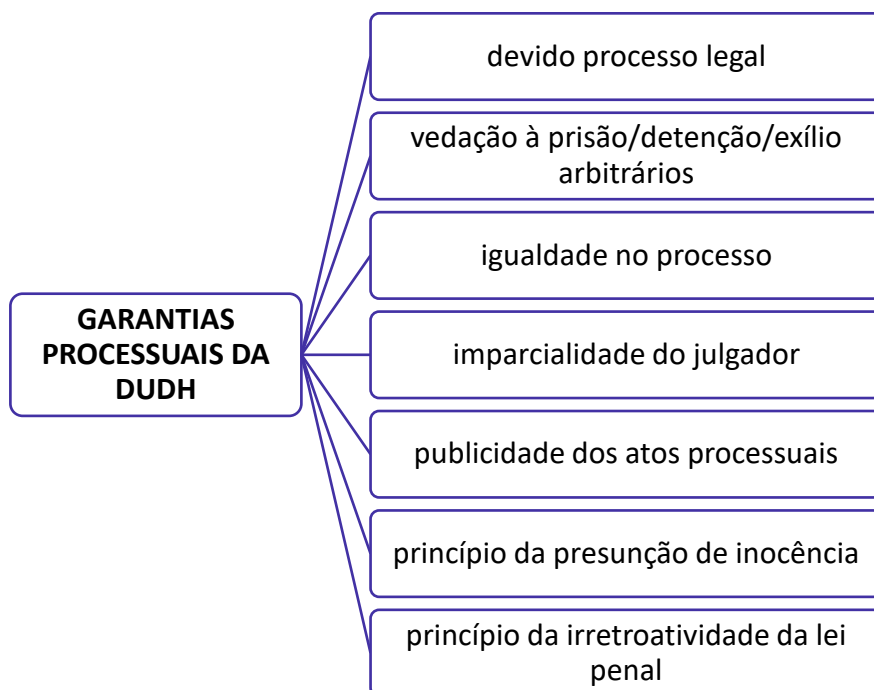 devido processo legal
vedação à prisão/detenção/exílio
arbitrários
igualdade no processo
GARANTIAS
PROCESSUAIS DA
DUDH
imparcialidade do julgador
publicidade dos atos processuais
princípio da presunção de inocência
princípio da irretroatividade da lei
penal